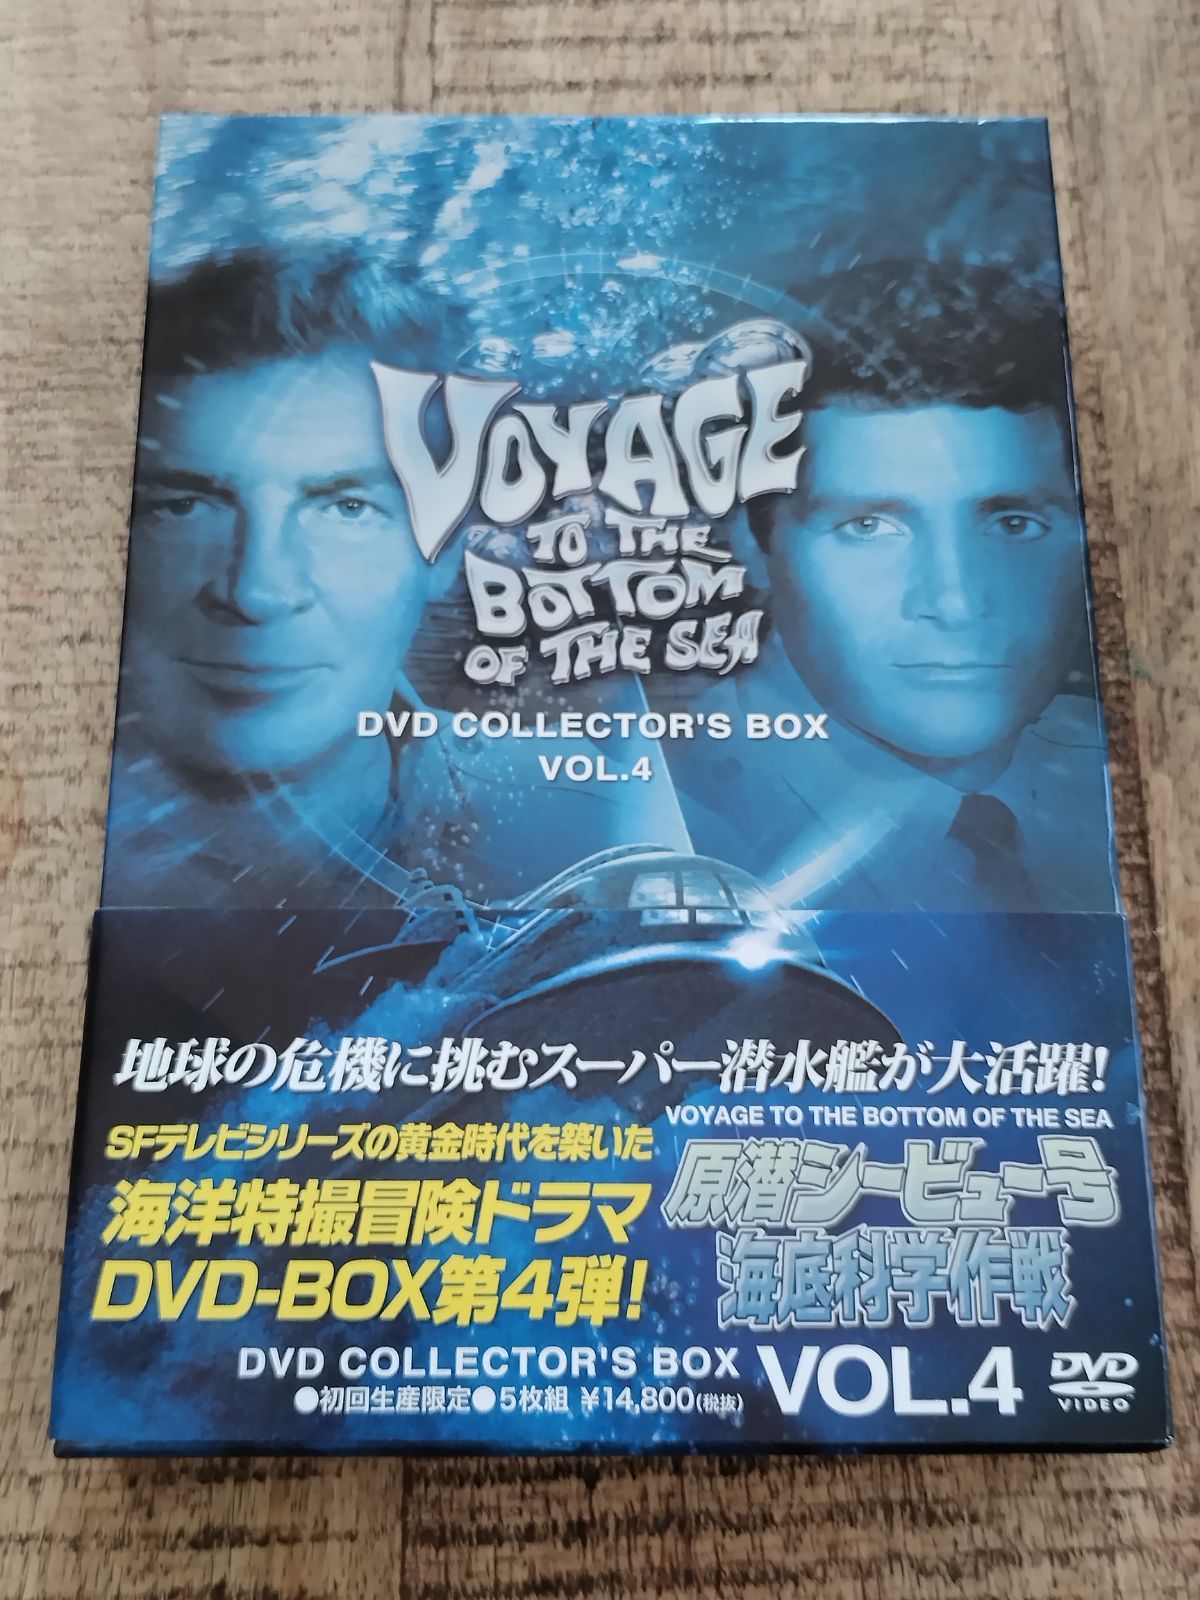 VOYAGE
TO THE
BOTTOM
OF THE SEA
DVD COLLECTOR'S BOX
VOL.4
地球の危機に挑むスーパー潜水艦が大活躍!
SFテレビシリーズの黄金時代を築いた
海洋特撮冒険ドラマ
DVD-BOX第4弾!
VOYAGE TO THE BOTTOM OF THE SEA
原潜シービュー号
海底科学作戦
DVD COLLECTOR'S BOX VOL.4
●初回生産限定●5枚組 ¥14,800(税抜)
DVD
VIDEO